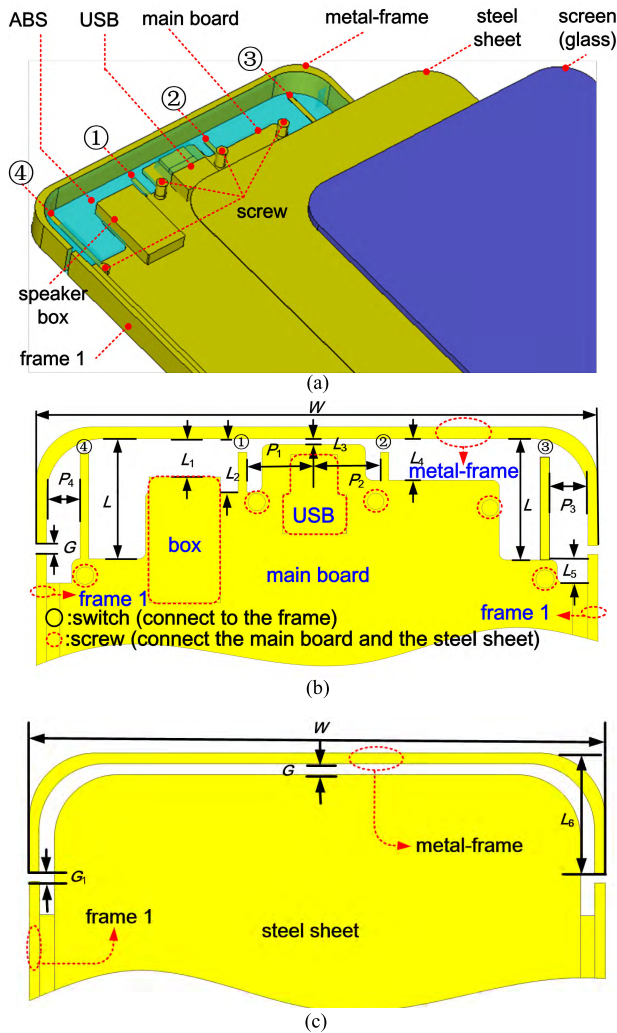 ABS USB main board metal-frame steel sheet screen (glass)
① ② ③ ④
screw
speaker box
frame 1
(a)
W
④ ① L3 ② ③
P1 L1 L2 P2 L4
metal-frame
P4 L L P3
G USB
box
L5
main board
frame 1 frame 1
:switch (connect to the frame)
:screw (connect the main board and the steel sheet)
(b)
W
G
L6
metal-frame
G1
frame 1
steel sheet
(c)